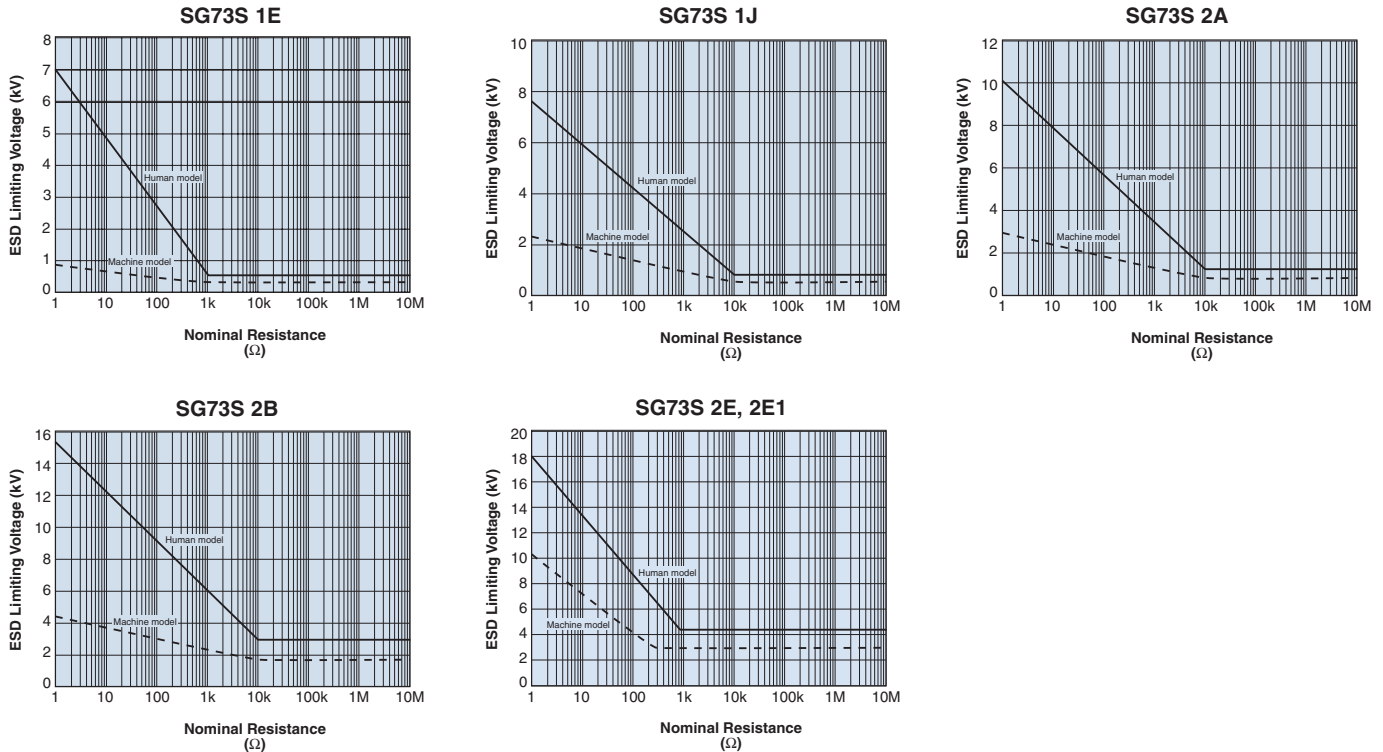 SG73S 1E
ESD Limiting Voltage (kV)
8
7
6
5
4
3
2
1
0
Human model
Machine model
1 10 100 1k 10k 100k 1M 10M
Nominal Resistance
(Ω)
SG73S 1J
ESD Limiting Voltage (kV)
10
8
6
4
2
0
Human model
Machine model
1 10 100 1k 10k 100k 1M 10M
Nominal Resistance
(Ω)
SG73S 2A
ESD Limiting Voltage (kV)
12
10
8
6
4
2
0
Human model
Machine model
1 10 100 1k 10k 100k 1M 10M
Nominal Resistance
(Ω)
SG73S 2B
ESD Limiting Voltage (kV)
16
14
12
10
8
6
4
2
0
Human model
Machine model
1 10 100 1k 10k 100k 1M 10M
Nominal Resistance
(Ω)
SG73S 2E, 2E1
ESD Limiting Voltage (kV)
20
18
16
14
12
10
8
6
4
2
0
Human model
Machine model
1 10 100 1k 10k 100k 1M 10M
Nominal Resistance
(Ω)